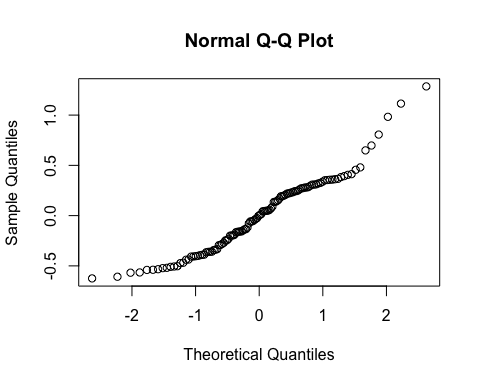 Normal Q-Q Plot
Sample Quantiles
1.0
0.5
0.0
-0.5
-2 -1 0 1 2
Theoretical Quantiles